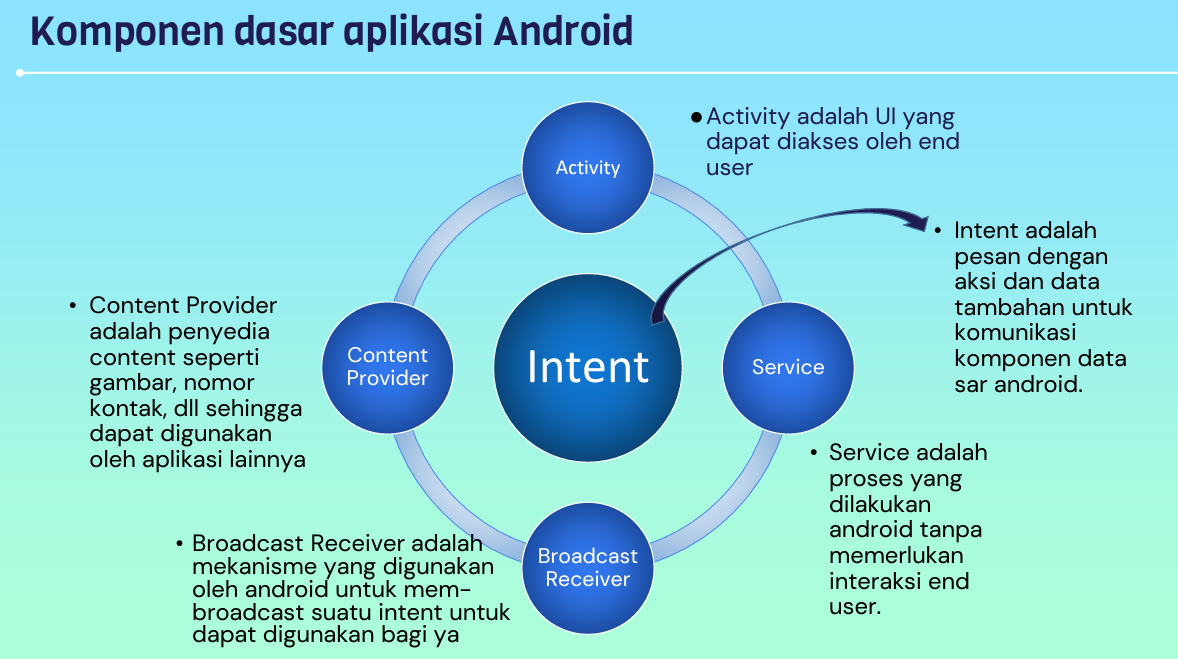 Komponen dasar aplikasi Android
Activity
● Activity adalah UI yang
dapat diakses oleh end
user
• Intent adalah
pesan dengan
aksi dan data
tambahan untuk
komunikasi
komponen data
sar android.
Intent
• Content Provider
adalah penyedia
content seperti
gambar, nomor
kontak, dll sehingga
dapat digunakan
oleh aplikasi lainnya
Content
Provider
Service
• Service adalah
proses yang
dilakukan
android tanpa
memerlukan
interaksi end
user.
• Broadcast Receiver adalah
mekanisme yang digunakan
oleh android untuk mem-
broadcast suatu intent untuk
dapat digunakan bagi ya
Broadcast
Receiver